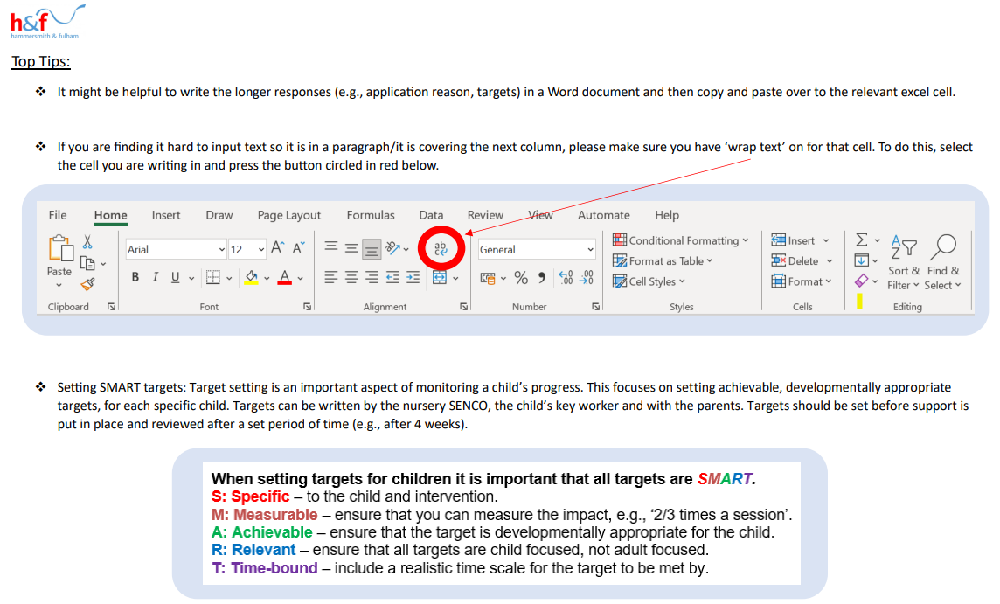 h&f
hammersmith & fulham
Top Tips:
❖ It might be helpful to write the longer responses (e.g., application reason, targets) in a Word document and then copy and paste over to the relevant excel cell.
❖ If you are finding it hard to input text so it is in a paragraph/it is covering the next column, please make sure you have ‘wrap text’ on for that cell. To do this, select
the cell you are writing in and press the button circled in red below.
File Home Insert Draw Page Layout Formulas Data Review View Automate Help
Paste
Arial 12 A A
B I U A
ab
c
General
% 9 .00 .00
Conditional Formatting
Format as Table
Cell Styles
Insert
Delete
Format
Σ
A
Z
Sort & Find &
Filter Select
Clipboard Font Alignment Number Styles Cells Editing
❖ Setting SMART targets: Target setting is an important aspect of monitoring a child’s progress. This focuses on setting achievable, developmentally appropriate
targets, for each specific child. Targets can be written by the nursery SENCO, the child’s key worker and with the parents. Targets should be set before support is
put in place and reviewed after a set period of time (e.g., after 4 weeks).
When setting targets for children it is important that all targets are SMART.
S: Specific – to the child and intervention.
M: Measurable – ensure that you can measure the impact, e.g., ‘2/3 times a session’.
A: Achievable – ensure that the target is developmentally appropriate for the child.
R: Relevant – ensure that all targets are child focused, not adult focused.
T: Time-bound – include a realistic time scale for the target to be met by.